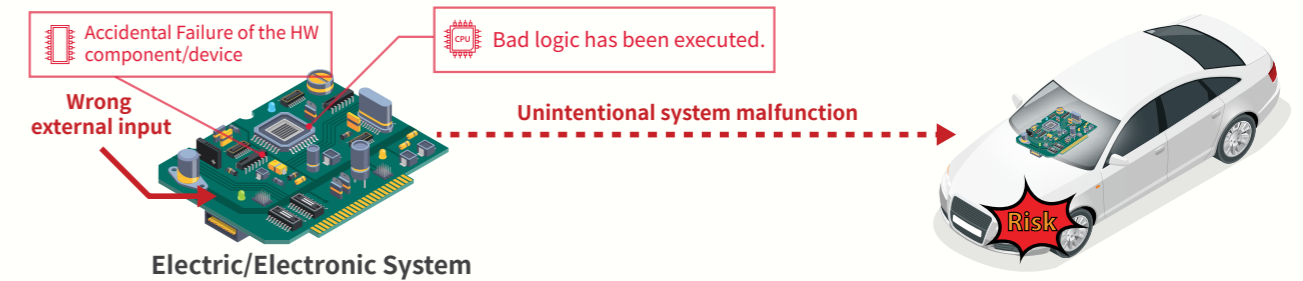 Accidental Failure of the HW
component/device
CPU
Bad logic has been executed.
Wrong
external input
Unintentional system malfunction
Risk
Electric/Electronic System